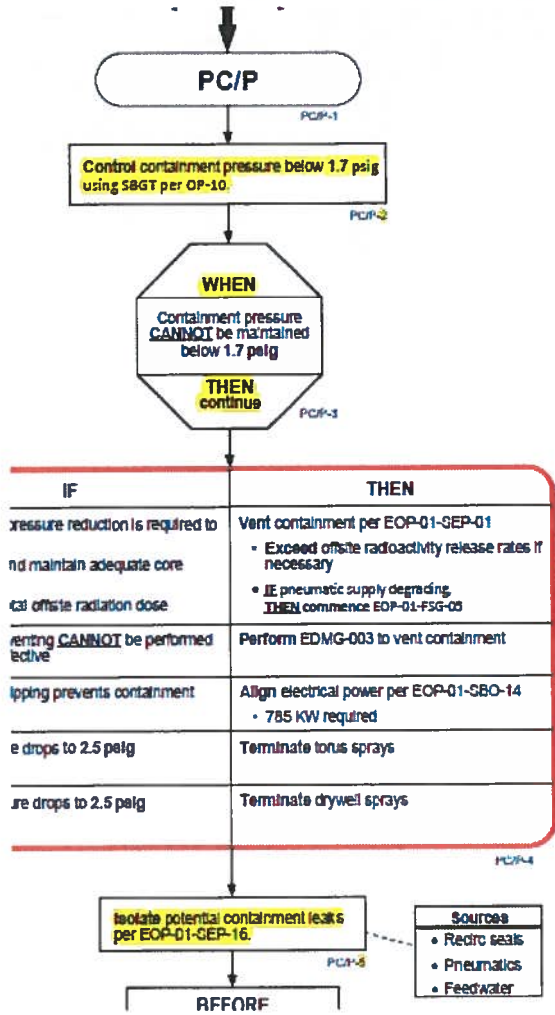 PC/P
PC/P-1
Control containment pressure below 1.7 psig
using SBGT per OP-10.
PC/P-2
WHEN
Containment pressure
CANNOT be maintained
below 1.7 psig
THEN
continue
PC/P-3
IF
THEN
pressure reduction is required to
nd maintain adequate core
tal offsite radiation dose
Vent containment per EOP-01-SEP-01
• Exceed offsite radioactivity release rates if
necessary
• IF pneumatic supply degrading,
THEN commence EOP-01-FSG-05
enting CANNOT be performed
ective
Perform EDMG-003 to vent containment
ipping prevents containment
Align electrical power per EOP-01-SBO-14
• 785 KW required
e drops to 2.5 psig
Terminate torus sprays
ure drops to 2.5 psig
Terminate drywell sprays
PC/P-4
Isolate potential containment leaks
per EOP-01-SEP-16.
PC/P-5
Sources
• Recirc seals
• Pneumatics
• Feedwater
BEFORE